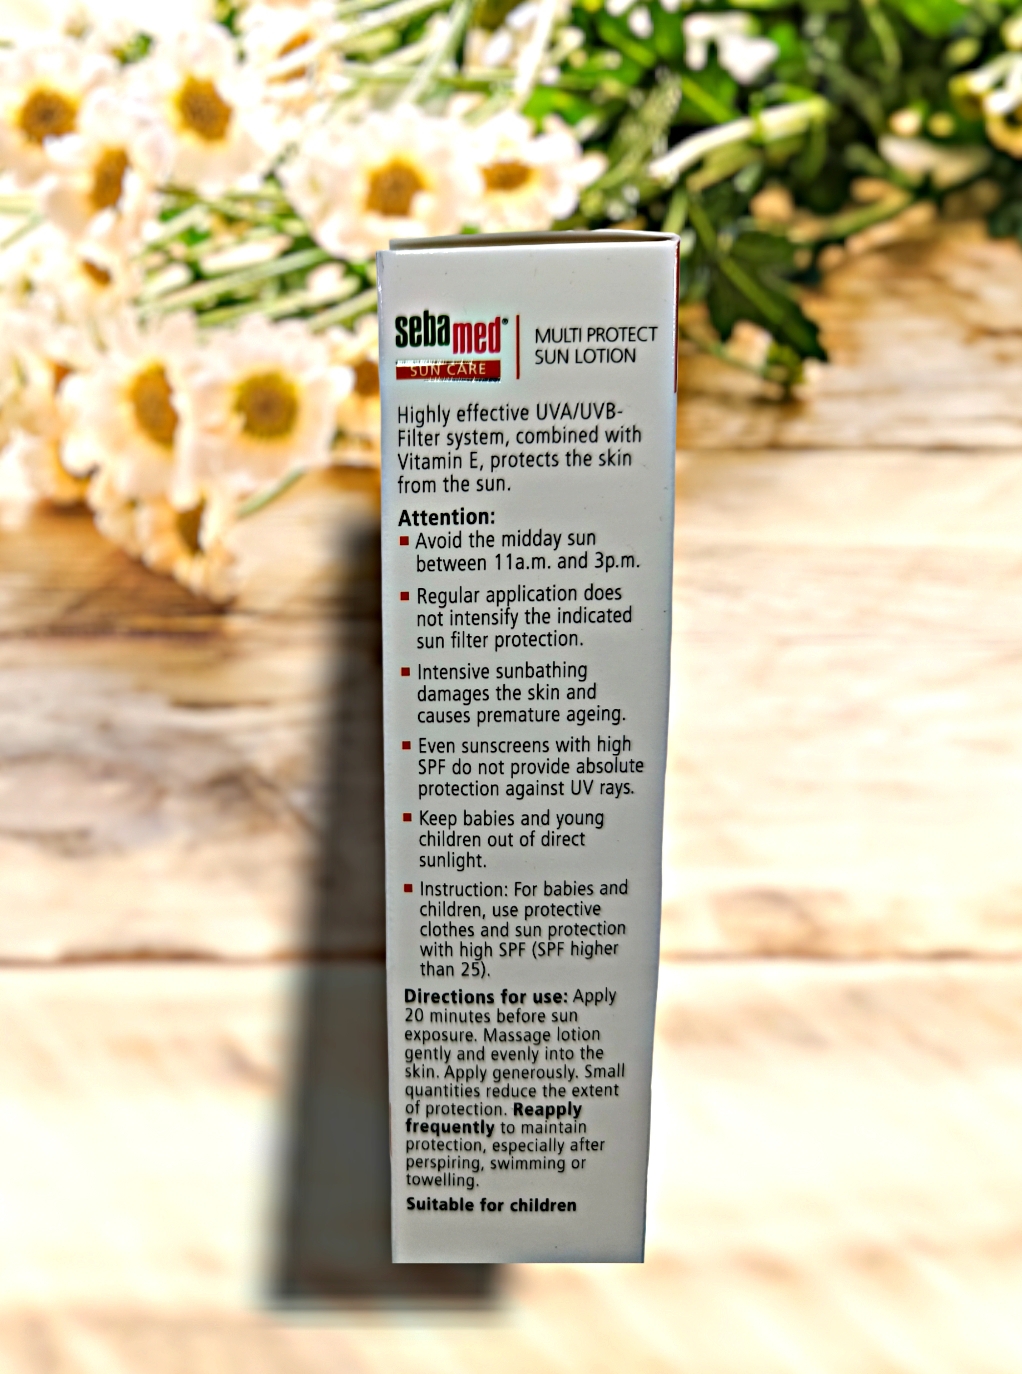 sebamed®
SUN CARE
MULTI PROTECT
SUN LOTION
Highly effective UVA/UVB-
Filter system, combined with
Vitamin E, protects the skin
from the sun.
Attention:
▪ Avoid the midday sun
between 11a.m. and 3p.m.
▪ Regular application does
not intensify the indicated
sun filter protection.
▪ Intensive sunbathing
damages the skin and
causes premature ageing.
▪ Even sunscreens with high
SPF do not provide absolute
protection against UV rays.
▪ Keep babies and young
children out of direct
sunlight.
▪ Instruction: For babies and
children, use protective
clothes and sun protection
with high SPF (SPF higher
than 25).
Directions for use: Apply
20 minutes before sun
exposure. Massage lotion
gently and evenly into the
skin. Apply generously. Small
quantities reduce the extent
of protection. Reapply
frequently to maintain
protection, especially after
perspiring, swimming or
towelling.
Suitable for children